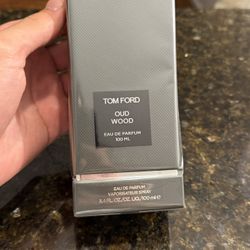 TOM FORD
OUD
WOOD
EAU DE PARFUM
100 ML
EAU DE PARFUM
VAPORISATEUR SPRAY
3.4 FL.OZ./OZ. LIQ./100 ml e